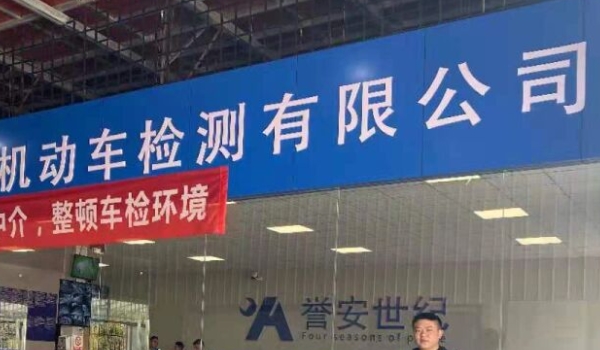 机动车检测有限公司
中介，整顿车检环境
誉安世纪
Four seasons of p